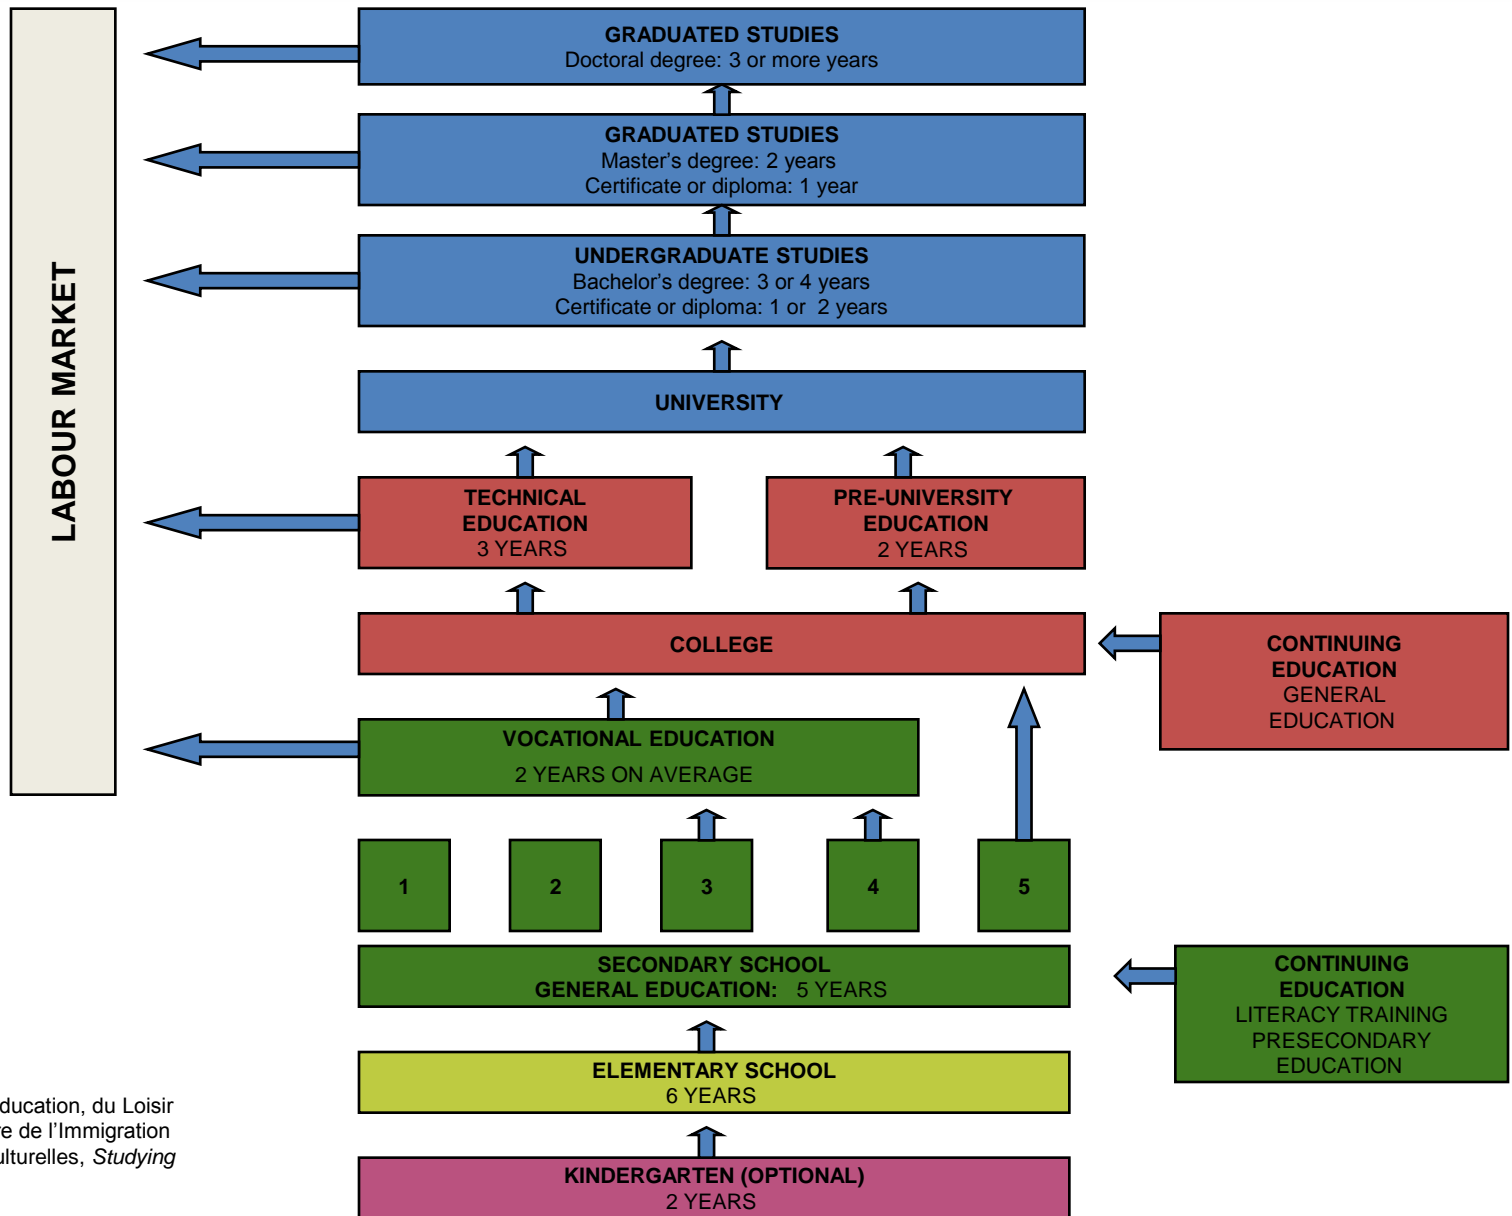 LABOUR MARKET
GRADUATED STUDIES
Doctoral degree: 3 or more years
GRADUATED STUDIES
Master's degree: 2 years
Certificate or diploma: 1 year
UNDERGRADUATE STUDIES
Bachelor's degree: 3 or 4 years
Certificate or diploma: 1 or 2 years
UNIVERSITY
TECHNICAL
EDUCATION
3 YEARS
PRE-UNIVERSITY
EDUCATION
2 YEARS
COLLEGE
CONTINUING
EDUCATION
GENERAL
EDUCATION
VOCATIONAL EDUCATION
2 YEARS ON AVERAGE
1 2 3 4 5
SECONDARY SCHOOL
GENERAL EDUCATION: 5 YEARS
CONTINUING
EDUCATION
LITERACY TRAINING
PRESECONDARY
EDUCATION
ELEMENTARY SCHOOL
6 YEARS
ducation, du Loisir
re de l'Immigration
ulturelles, Studying
KINDERGARTEN (OPTIONAL)
2 YEARS